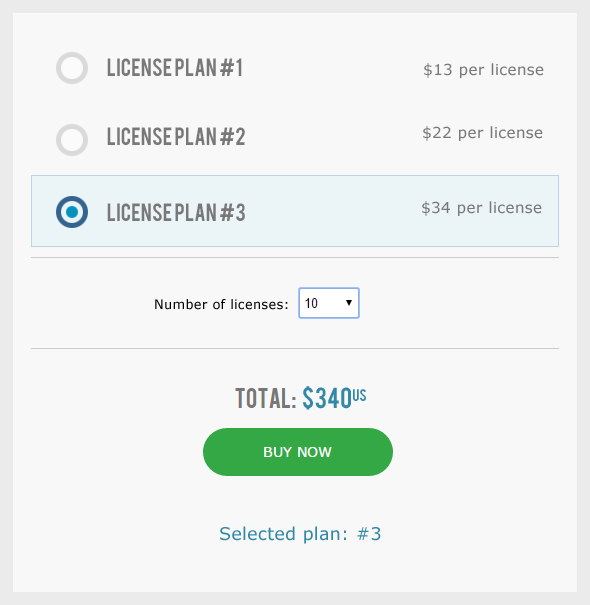 LICENSE PLAN #1 $13 per license
LICENSE PLAN #2 $22 per license
LICENSE PLAN #3 $34 per license
Number of licenses: 10
TOTAL: $340US
BUY NOW
Selected plan: #3